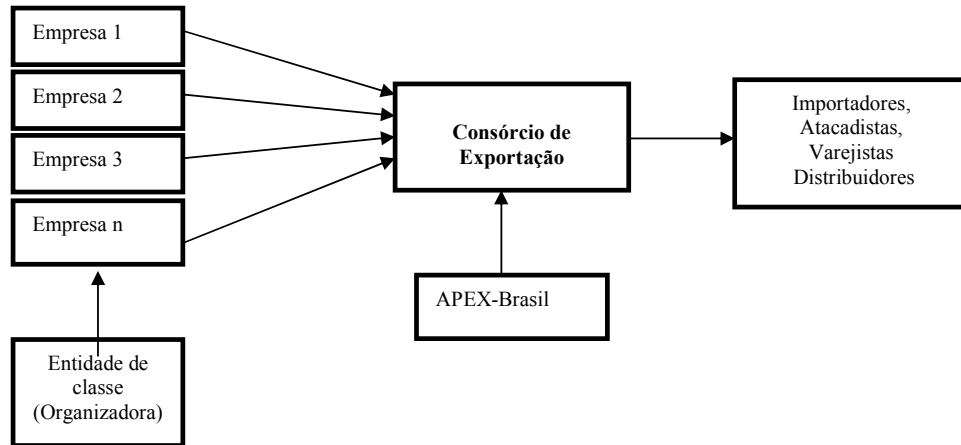 Empresa 1
Empresa 2
Empresa 3
Empresa n
Entidade de
classe
(Organizadora)
Consórcio de
Exportação
APEX-Brasil
Importadores,
Atacadistas,
Varejistas
Distribuidores